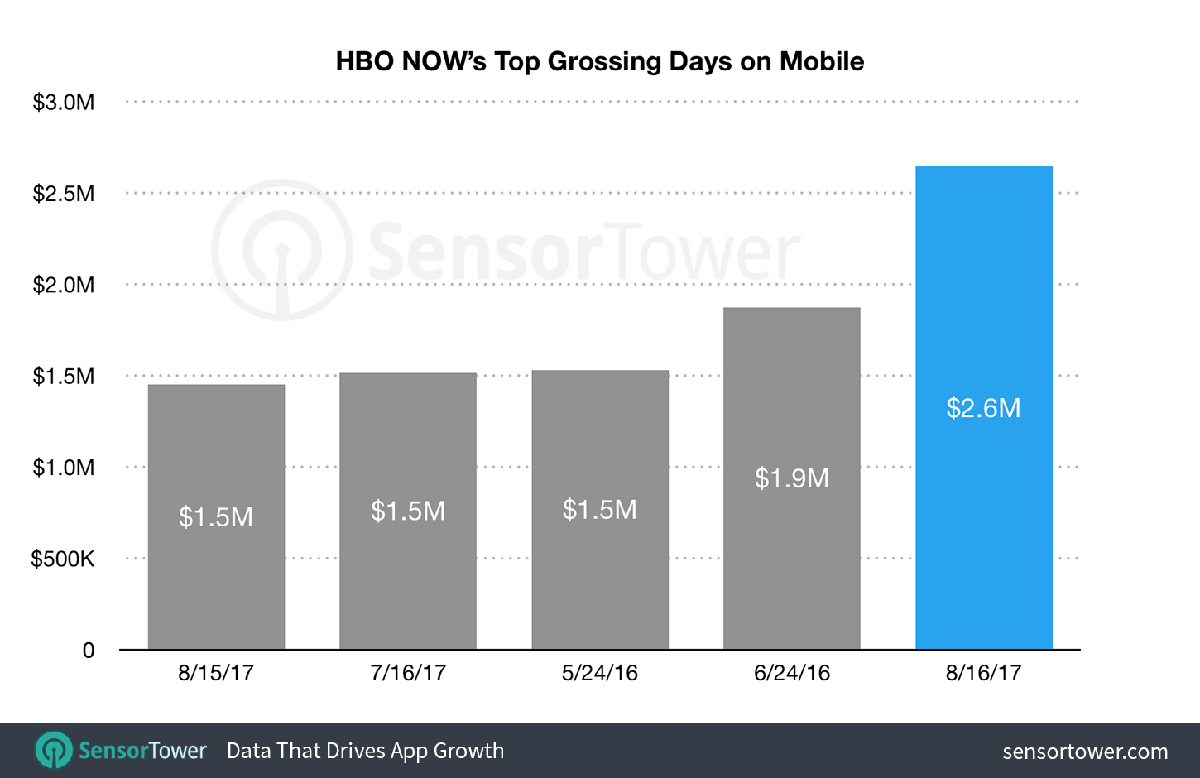 HBO NOW's Top Grossing Days on Mobile
$3.0M
$2.5M
$2.0M
$1.5M
$1.0M
$500K
0
SensorTower
$1.5M
$1.5M
$1.5M
$1.9M
$2.6M
8/15/17
7/16/17
5/24/16
6/24/16
8/16/17
SensorTower Data That Drives App Growth
sensortower.com